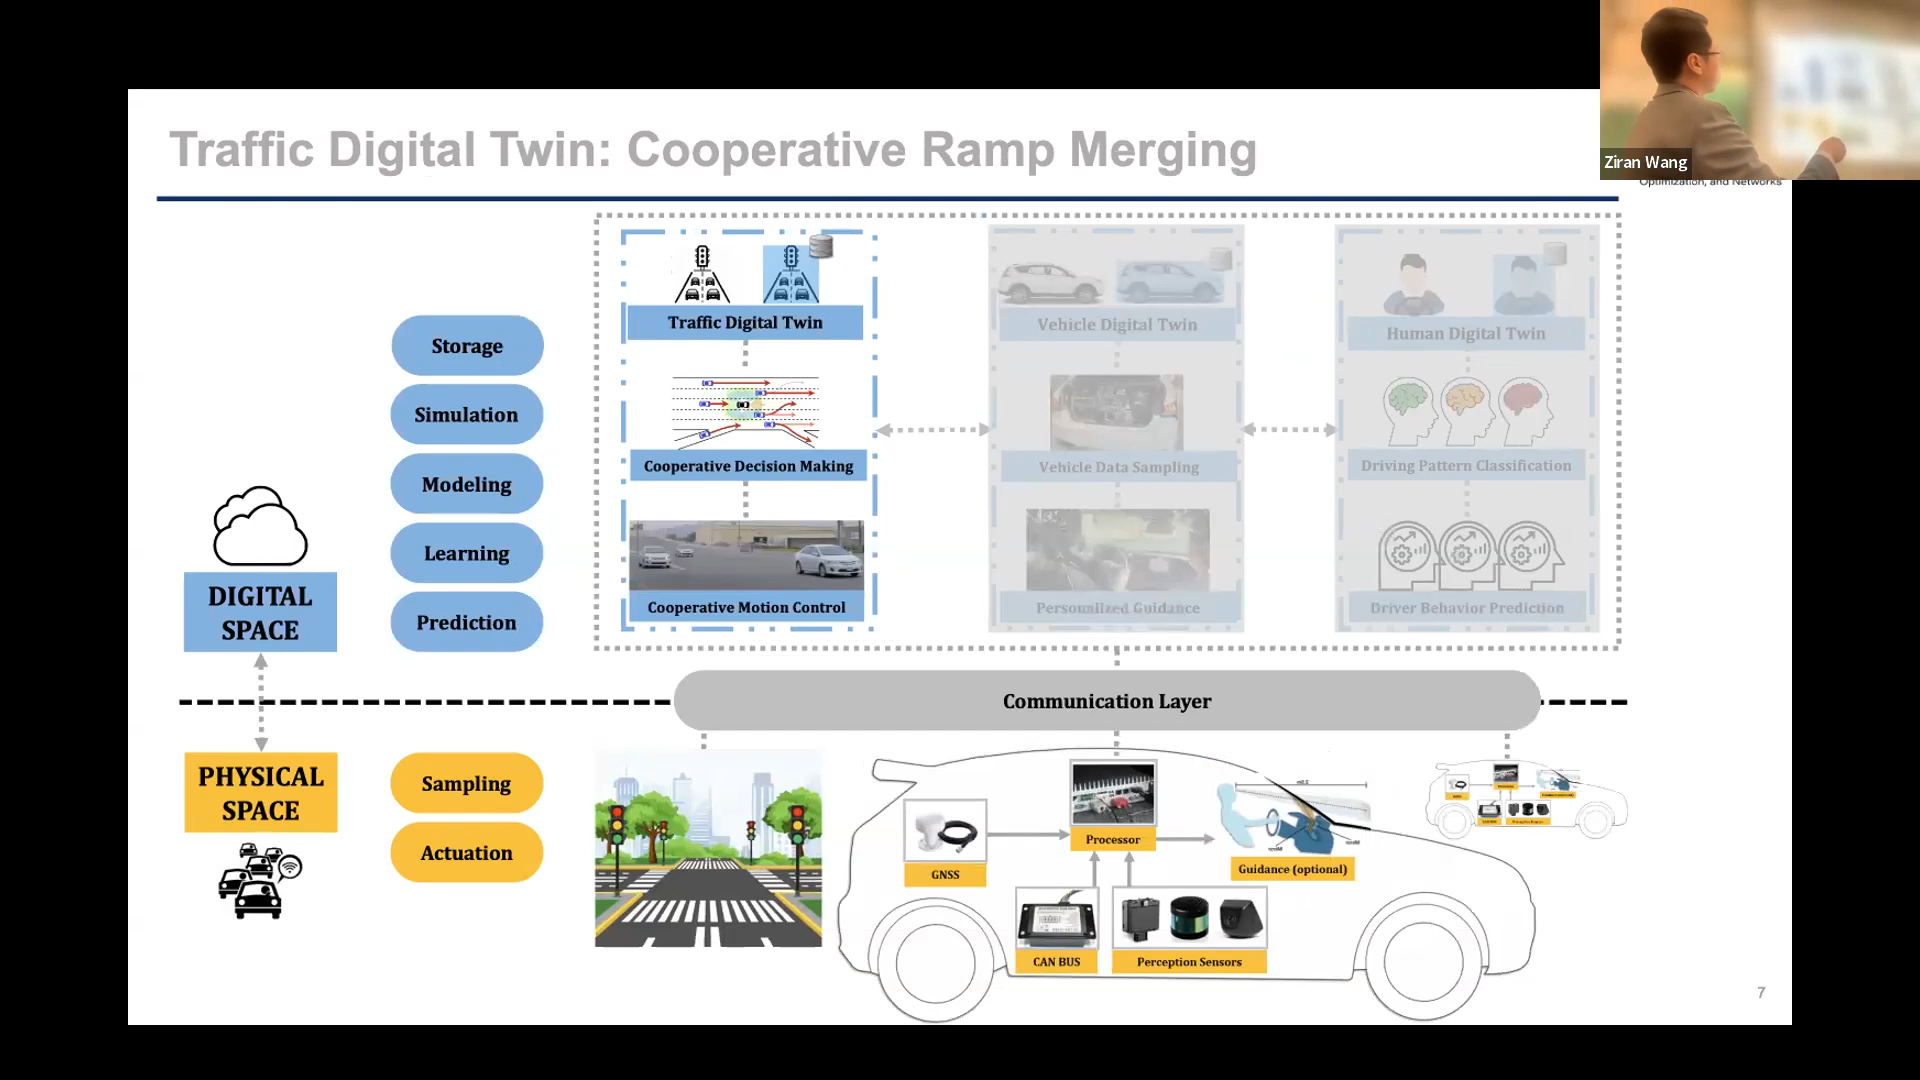 Traffic Digital Twin: Cooperative Ramp Merging
Ziran Wang
Optimization, and Networks
Storage
Simulation
Modeling
Learning
Prediction
DIGITAL
SPACE
Traffic Digital Twin
Cooperative Decision Making
Cooperative Motion Control
Vehicle Digital Twin
Vehicle Data Sampling
Personalized Guidance
Human Digital Twin
Driving Pattern Classification
Driver Behavior Prediction
Communication Layer
PHYSICAL
SPACE
Sampling
Actuation
GNSS
Processor
Guidance (optional)
CAN BUS
Perception Sensors
7